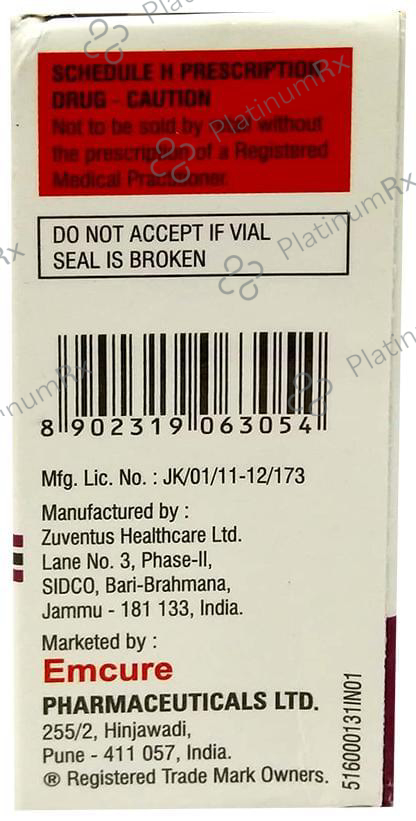 SCHEDULE H PRESCRIPTION
DRUG - CAUTION
Not to be sold by without
the prescription of a Registered
Medical Practitioner.
DO NOT ACCEPT IF VIAL
SEAL IS BROKEN
8 902319 063054
Mfg. Lic. No. : JK/01/11-12/173
Manufactured by :
Zuventus Healthcare Ltd.
Lane No. 3, Phase-II,
SIDCO, Bari-Brahmana,
Jammu - 181 133, India.
Marketed by :
Emcure
PHARMACEUTICALS LTD.
255/2, Hinjawadi,
Pune - 411 057, India.
® Registered Trade Mark Owners.
516000131IN01
PlatinumRx
PlatinumRx
PlatinumRx